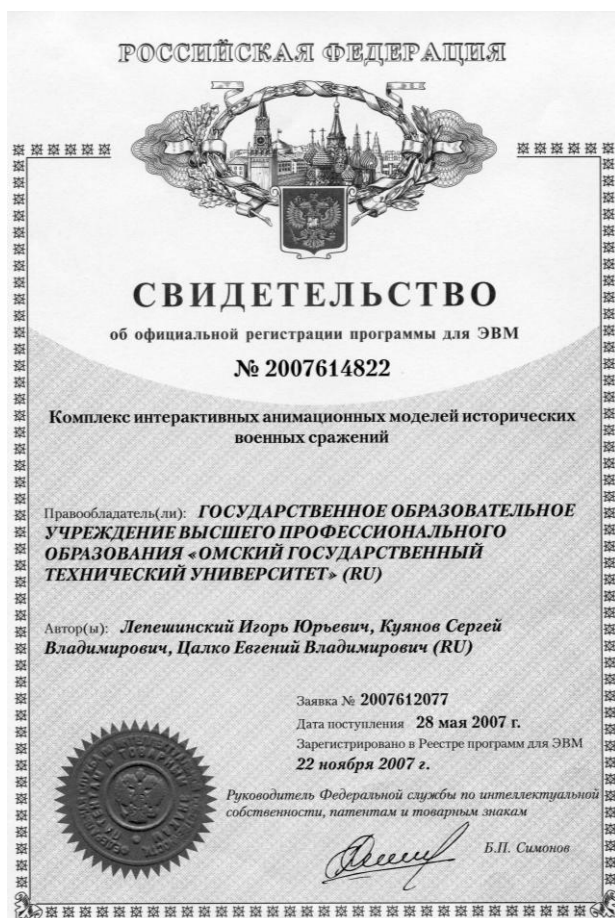 РОССИЙСКАЯ ФЕДЕРАЦИЯ
СВИДЕТЕЛЬСТВО
об официальной регистрации программы для ЭВМ
№ 2007614822
Комплекс интерактивных анимационных моделей исторических
военных сражений
Правообладатель(ли): ГОСУДАРСТВЕННОЕ ОБРАЗОВАТЕЛЬНОЕ
УЧРЕЖДЕНИЕ ВЫСШЕГО ПРОФЕССИОНАЛЬНОГО
ОБРАЗОВАНИЯ «ОМСКИЙ ГОСУДАРСТВЕННЫЙ
ТЕХНИЧЕСКИЙ УНИВЕРСИТЕТ» (RU)
Автор(ы): Лепешинский Игорь Юрьевич, Куянов Сергей
Владимирович, Цалко Евгений Владимирович (RU)
Заявка № 2007612077
Дата поступления 28 мая 2007 г.
Зарегистрировано в Реестре программ для ЭВМ
22 ноября 2007 г.
Руководитель Федеральной службы по интеллектуальной
собственности, патентам и товарным знакам
Б.П. Симонов